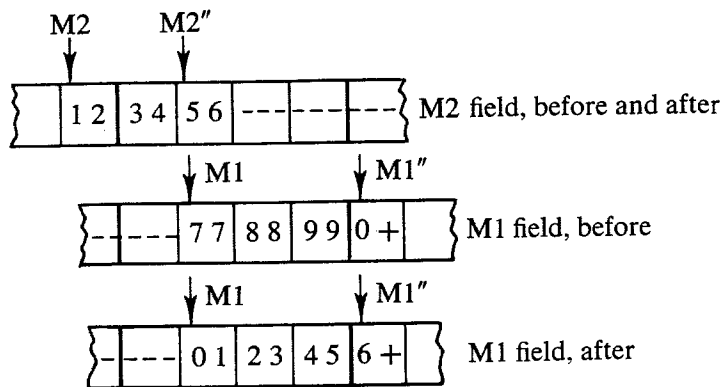 M2 M2″
1 2 3 4 5 6 - - - - - - - - - M2 field, before and after
M1 M1″
- - - - - 7 7 8 8 9 9 0 + M1 field, before
M1 M1″
- - - - 0 1 2 3 4 5 6 + M1 field, after